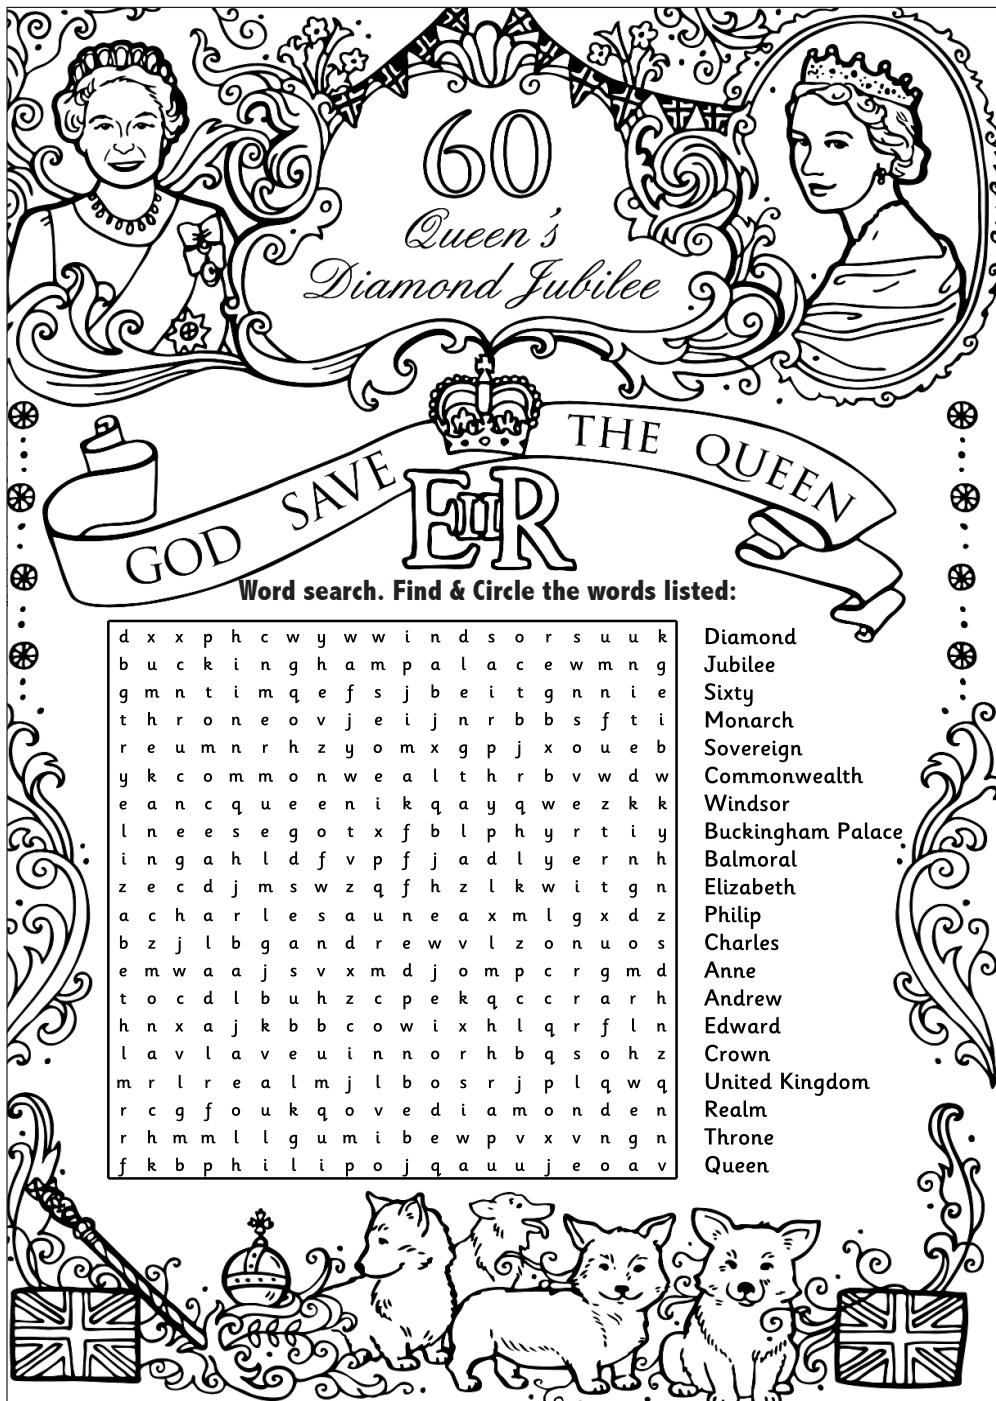 60
Queen's
Diamond Jubilee
GOD SAVE THE QUEEN
EIIR
Word search. Find & Circle the words listed:
d x x p h c w y w w i n d s o r s u u k
b u c k i n g h a m p a l a c e w m n g
g m n t i m q e f s j b e i t g n n i e
t h r o n e o v j e i j n r b b s f t i
r e u m n r h z y o m x g p j x o u e b
y k c o m m o n w e a l t h r b v w d w
e a n c q u e e n i k q a y q w e z k k
l n e e s e g o t x f b l p h y r t i y
i n g a h l d f v p f j a d l y e r n h
z e c d j m s w z q f h z l k w i t g n
a c h a r l e s a u n e a x m l g x d z
b z j l b g a n d r e w v l z o n u o s
e m w a a j s v x m d j o m p c r g m d
t o c d l b u h z c p e k q c c r a r h
h n x a j k b b c o w i x h l q r f l n
l a v l a v e u i n n o r h b q s o h z
m r l r e a l m j l b o s r j p l q w q
r c g f o u k q o v e d i a m o n d e n
r h m m l l g u m i b e w p v x v n g n
f k b p h i l i p o j q a u u j e o a v
Diamond
Jubilee
Sixty
Monarch
Sovereign
Commonwealth
Windsor
Buckingham Palace
Balmoral
Elizabeth
Philip
Charles
Anne
Andrew
Edward
Crown
United Kingdom
Realm
Throne
Queen